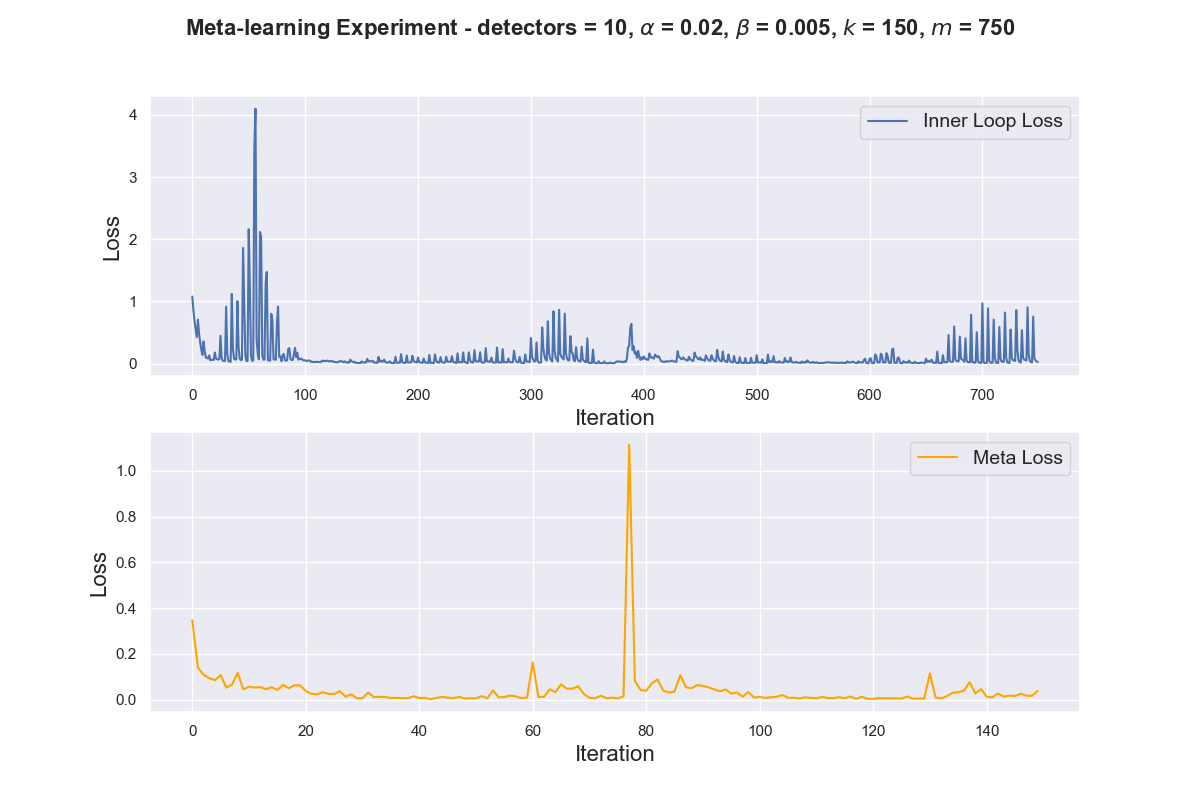 Meta-learning Experiment - detectors = 10, α = 0.02, β = 0.005, k = 150, m = 750
Inner Loop Loss
4
3
2
1
0
Loss
0 100 200 300 400 500 600 700
Iteration
Meta Loss
1.0
0.8
0.6
0.4
0.2
0.0
Loss
0 20 40 60 80 100 120 140
Iteration